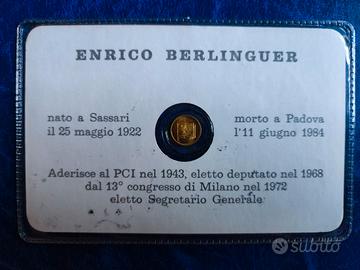 ENRICO BERLINGUER
nato a Sassari
il 25 maggio 1922
morto a Padova
l'11 giugno 1984
Aderisce al PCI nel 1943, eletto deputato nel 1968
dal 13° congresso di Milano nel 1972
eletto Segretario Generale
subito